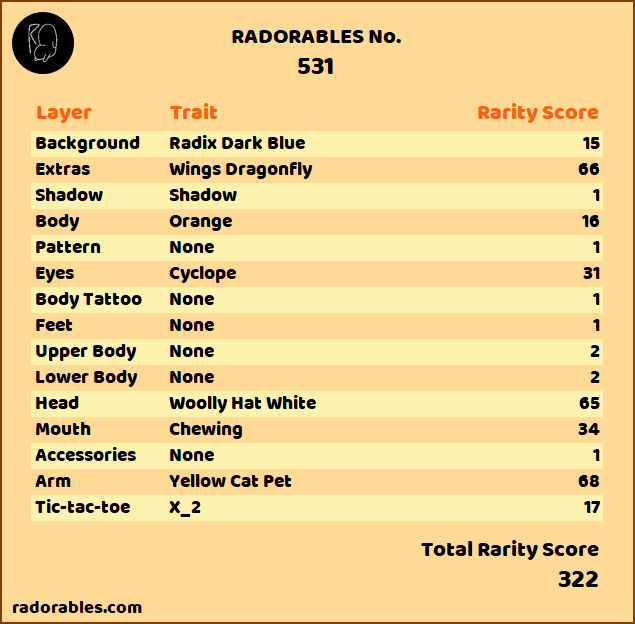 RADORABLES No.
531
Layer Trait Rarity Score
Background Radix Dark Blue 15
Extras Wings Dragonfly 66
Shadow Shadow 1
Body Orange 16
Pattern None 1
Eyes Cyclope 31
Body Tattoo None 1
Feet None 1
Upper Body None 2
Lower Body None 2
Head Woolly Hat White 65
Mouth Chewing 34
Accessories None 1
Arm Yellow Cat Pet 68
Tic-tac-toe X_2 17
Total Rarity Score
322
radorables.com